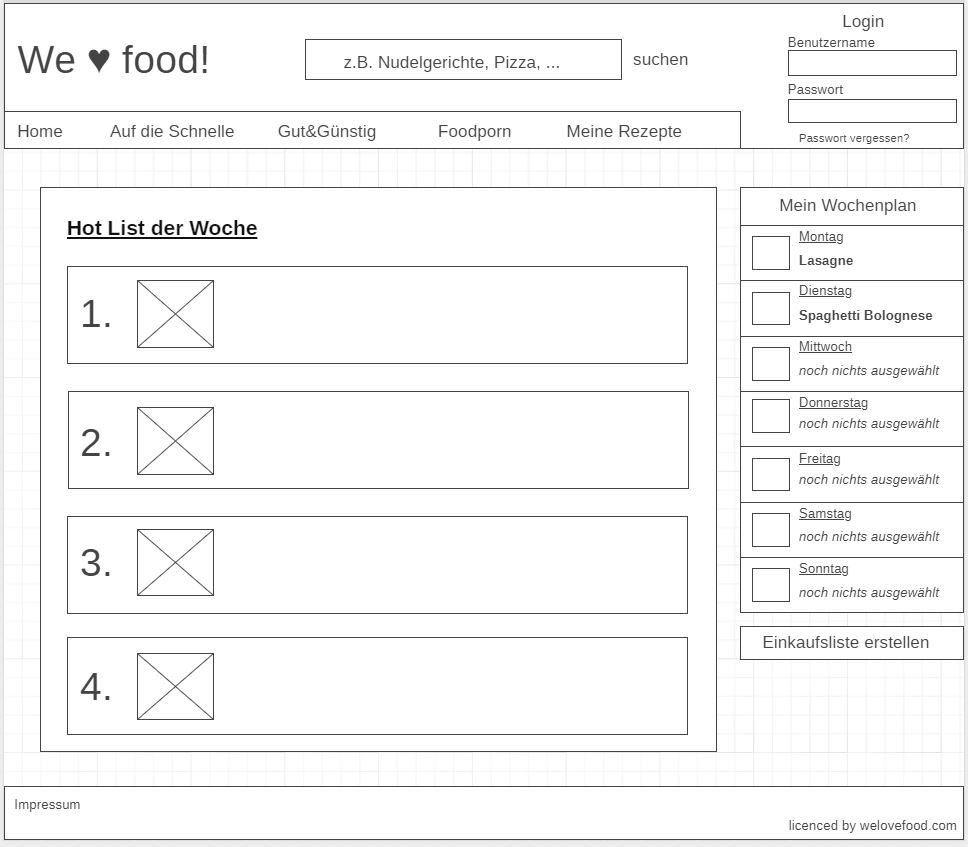 We ♥ food!
z.B. Nudelgerichte, Pizza, ...
suchen
Login
Benutzername
Passwort
Passwort vergessen?
Home
Auf die Schnelle
Gut&Günstig
Foodporn
Meine Rezepte
Hot List der Woche
1.
2.
3.
4.
Mein Wochenplan
Montag
Lasagne
Dienstag
Spaghetti Bolognese
Mittwoch
noch nichts ausgewählt
Donnerstag
noch nichts ausgewählt
Freitag
noch nichts ausgewählt
Samstag
noch nichts ausgewählt
Sonntag
noch nichts ausgewählt
Einkaufsliste erstellen
Impressum
licenced by welovefood.com